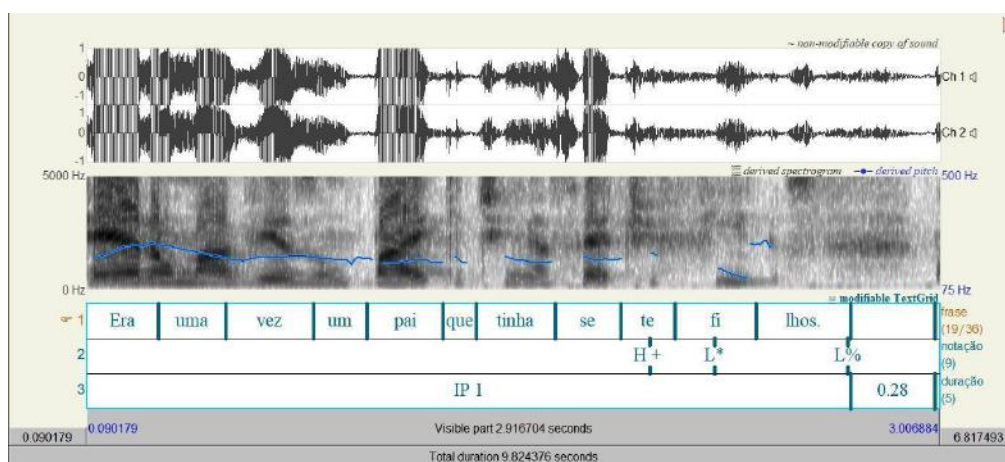 ~ non-modifiable copy of sound
1
0
-1
Ch 1
1
0
-1
Ch 2
derived spectrogram derived pitch
5000 Hz 500 Hz
0 Hz 75 Hz
modifiable TextGrid
1 Era uma vez um pai que tinha se te fi lhos. frase (19/36)
2 H + L* L% notação (9)
3 IP 1 0.28 duração (5)
0.090179 0.090179 Visible part 2.916704 seconds 3.006884 6.817493
Total duration 9.824376 seconds